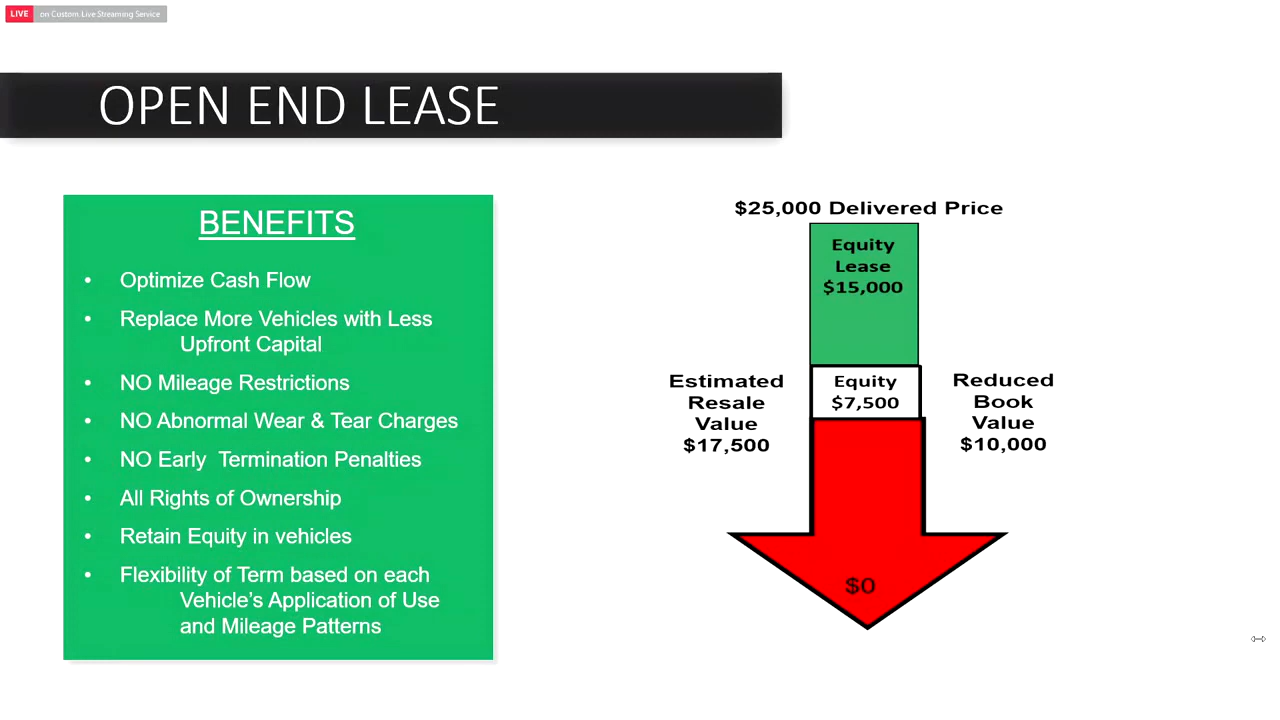 LIVE on Custom Live Streaming Service
OPEN END LEASE
BENEFITS
• Optimize Cash Flow
• Replace More Vehicles with Less
Upfront Capital
• NO Mileage Restrictions
• NO Abnormal Wear & Tear Charges
• NO Early Termination Penalties
• All Rights of Ownership
• Retain Equity in vehicles
• Flexibility of Term based on each
Vehicle's Application of Use
and Mileage Patterns
$25,000 Delivered Price
Equity
Lease
$15,000
Estimated
Resale
Value
$17,500
Equity
$7,500
Reduced
Book
Value
$10,000
$0